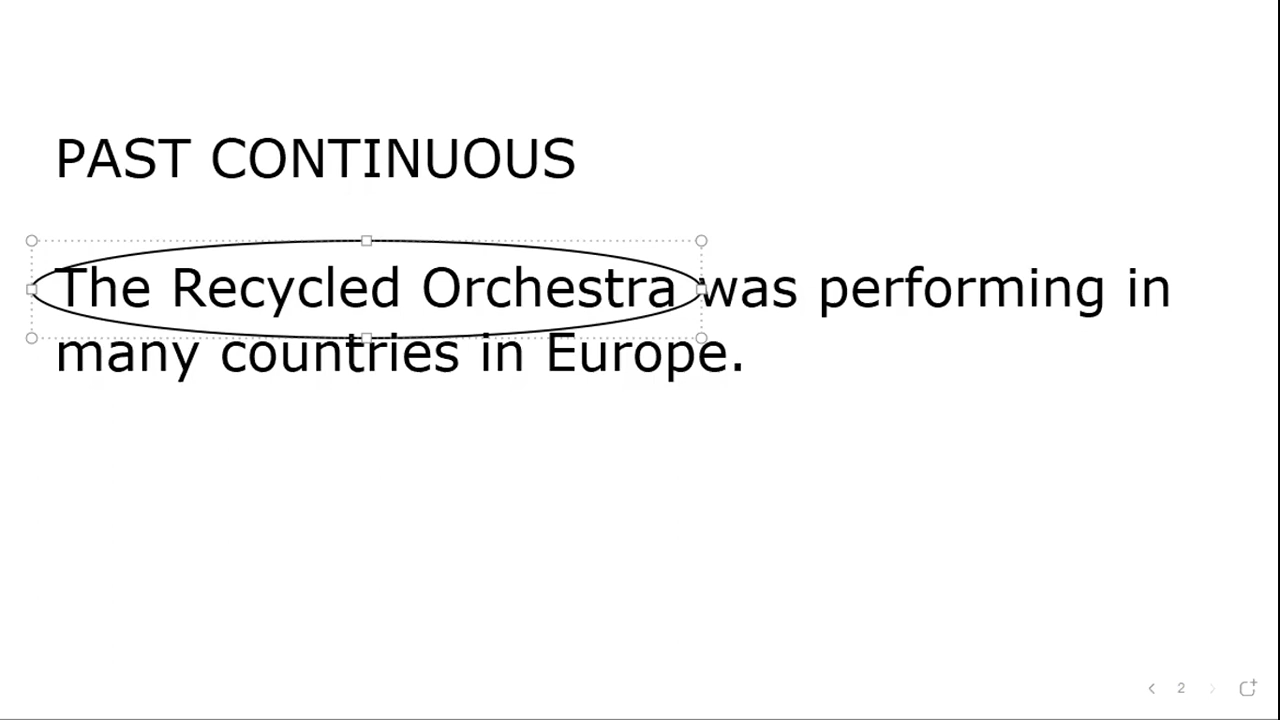 PAST CONTINUOUS
The Recycled Orchestra was performing in
many countries in Europe.
2